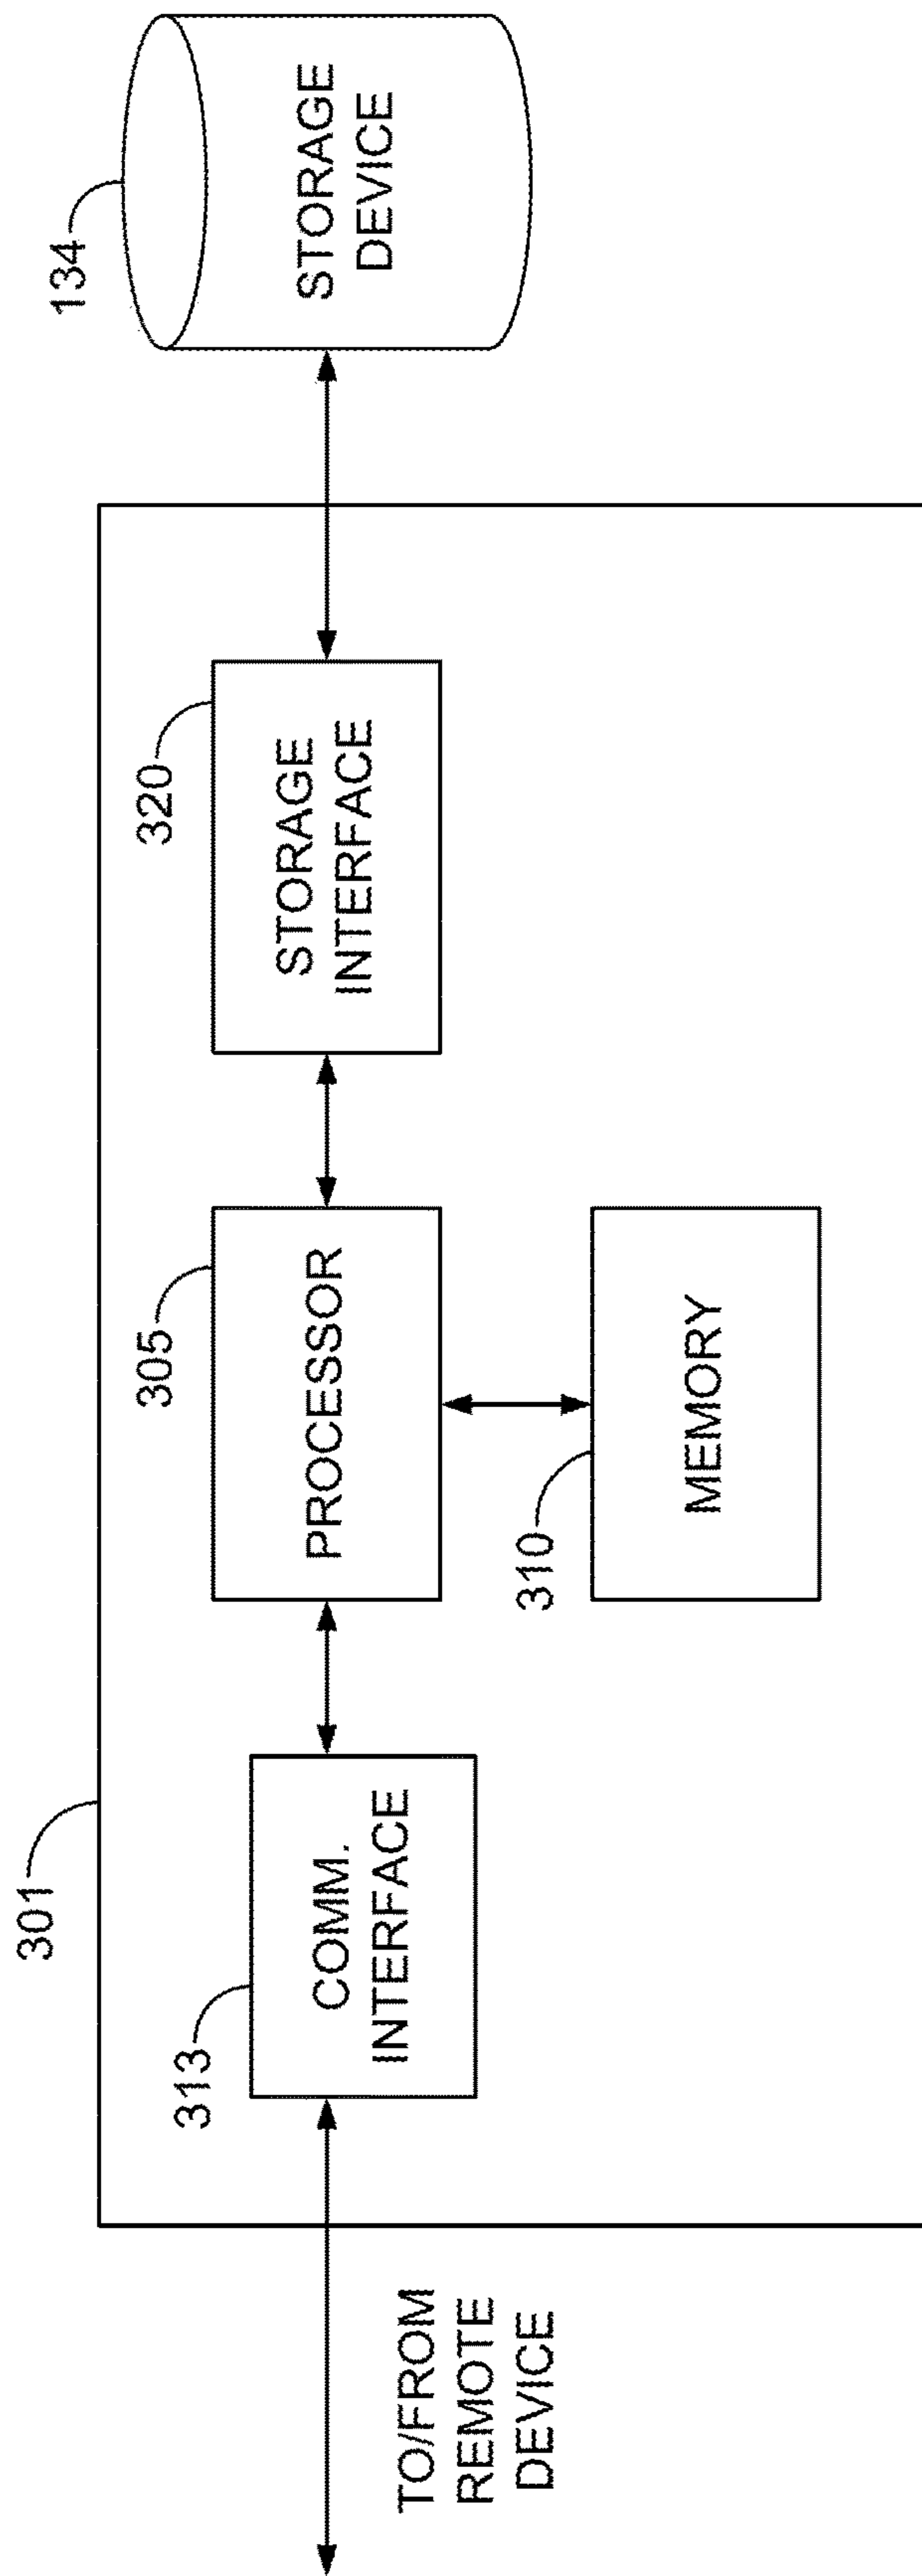 301
134
313
COMM.
INTERFACE
305
PROCESSOR
320
STORAGE
INTERFACE
STORAGE
DEVICE
310
MEMORY
TO/FROM
REMOTE
DEVICE